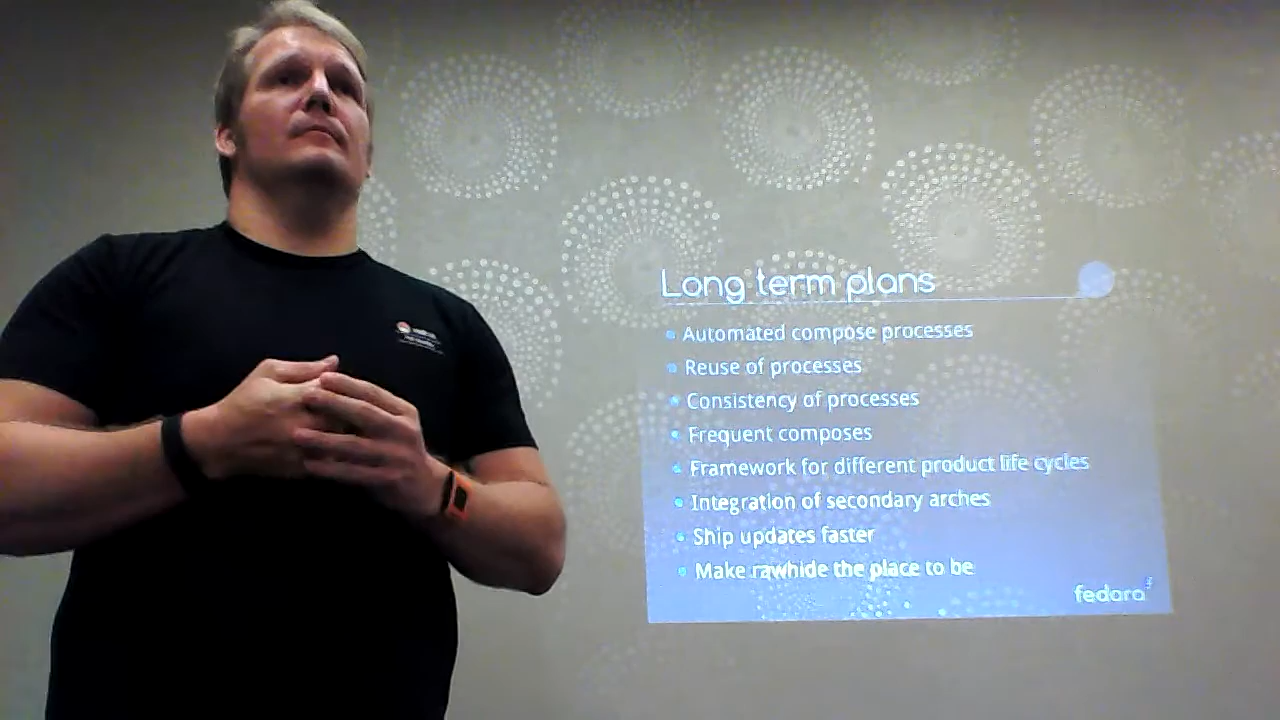 Long term plans
Automated compose processes
Reuse of processes
Consistency of processes
Frequent composes
Framework for different product life cycles
Integration of secondary arches
Ship updates faster
Make rawhide the place to be
fedora